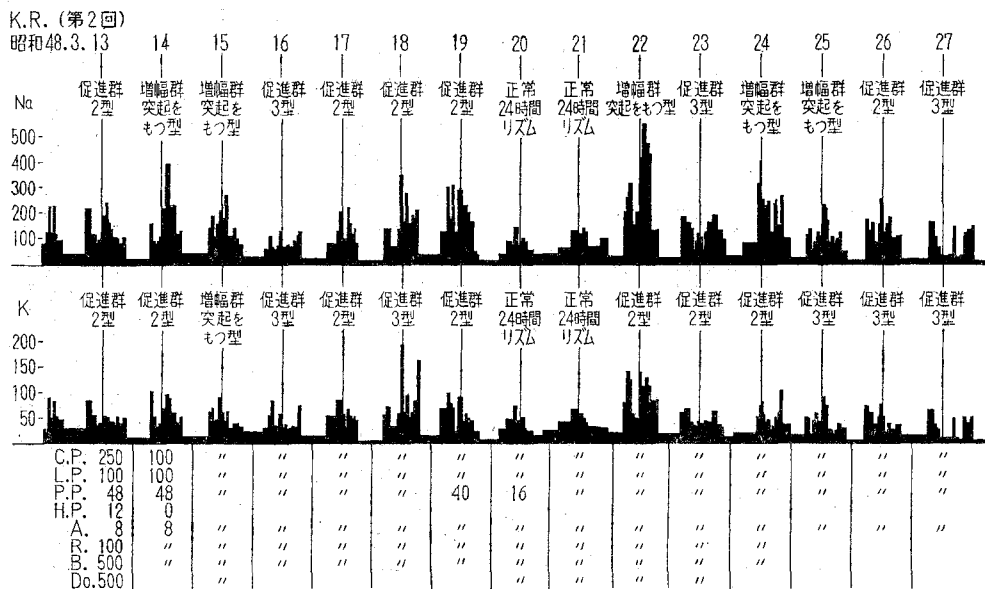 K.R. (第2回)
昭和48.3.13 14 15 16 17 18 19 20 21 22 23 24 25 26 27
促進群 増幅群 増幅群 促進群 促進群 促進群 促進群 正常 正常 増幅群 促進群 増幅群 増幅群 促進群 促進群
Na 2型 突起を 突起を 3型 2型 2型 2型 24時間 24時間 突起をもつ型 3型 突起を突起を 2型 3型
もつ型 もつ型 リズム リズム もつ型 もつ型
500
400
300
200
100
促進群 促進群 増幅群 促進群 促進群 促進群 促進群 正常 正常 促進群 促進群 促進群 促進群 促進群 促進群
K 2型 2型 突起を 3型 2型 3型 2型 24時間 24時間 2型 2型 2型 3型 3型 3型
もつ型 リズム リズム
200
150
100
50
C.P. 250 100 〃 〃 〃 〃 〃 〃 〃 〃 〃 〃 〃 〃 〃
L.P. 100 100 〃 〃 〃 〃 〃 〃 〃 〃 〃 〃 〃 〃 〃
P.P. 48 48 〃 〃 〃 〃 40 16 〃 〃 〃 〃 〃 〃 〃
H.P. 12 0
A. 8 8 〃 〃 〃 〃 〃 〃 〃 〃 〃 〃 〃 〃 〃
R. 100 〃 〃 〃 〃 〃 〃 〃 〃 〃 〃 〃
B. 500 〃 〃 〃 〃 〃 〃 〃 〃 〃 〃 〃
Do.500 〃 〃 〃 〃 〃